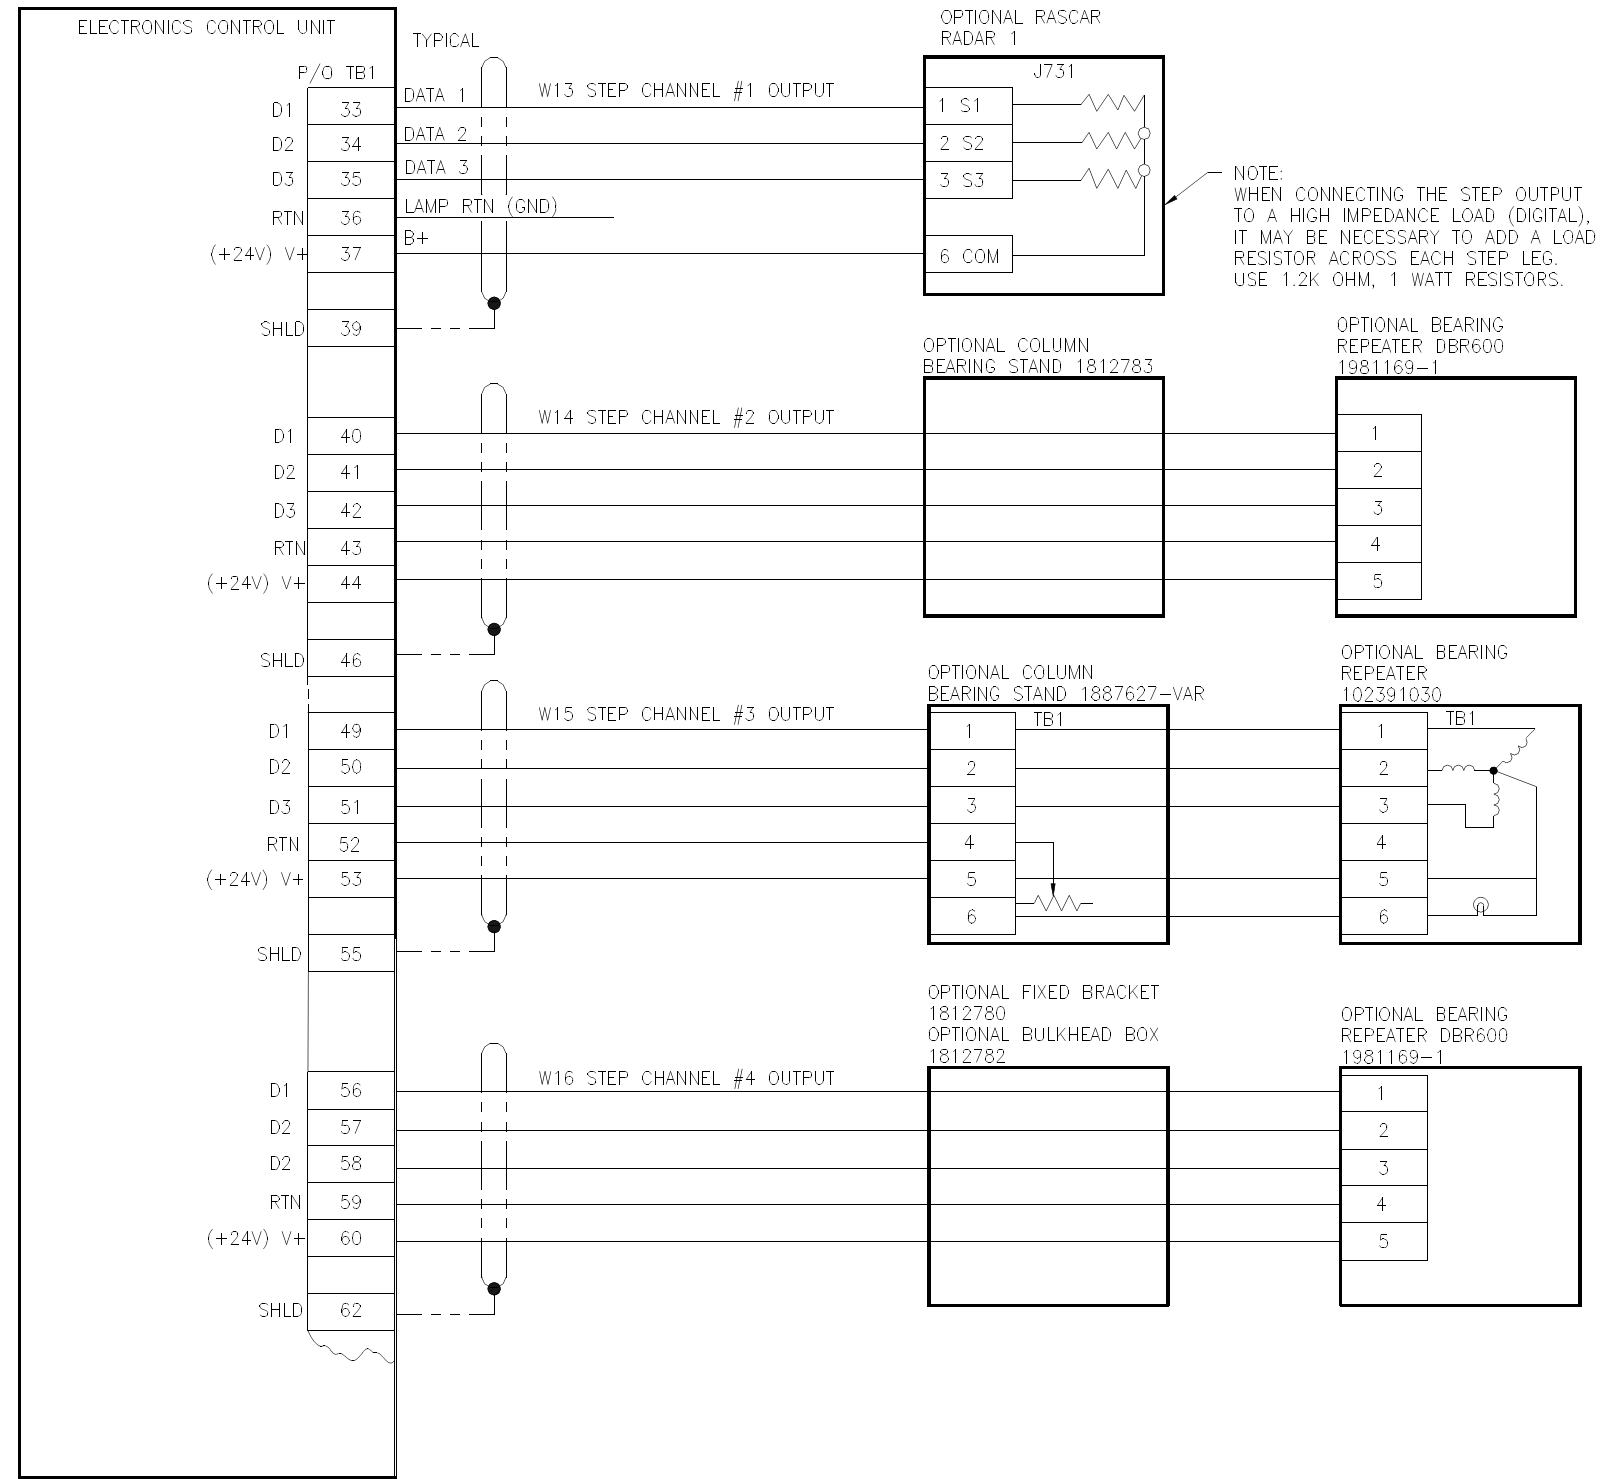 ELECTRONICS CONTROL UNIT
P/O TB1
TYPICAL
OPTIONAL RASCAR
RADAR 1
J731
D1 33 DATA 1
W13 STEP CHANNEL #1 OUTPUT
1 S1
D2 34 DATA 2
2 S2
D3 35 DATA 3
3 S3
RTN 36 LAMP RTN (GND)
(+24V) V+ 37 B+
6 COM
SHLD 39
NOTE:
WHEN CONNECTING THE STEP OUTPUT
TO A HIGH IMPEDANCE LOAD (DIGITAL),
IT MAY BE NECESSARY TO ADD A LOAD
RESISTOR ACROSS EACH STEP LEG.
USE 1.2K OHM, 1 WATT RESISTORS.
OPTIONAL COLUMN
BEARING STAND 1812783
OPTIONAL BEARING
REPEATER DBR600
1981169-1
W14 STEP CHANNEL #2 OUTPUT
D1 40 1
D2 41 2
D3 42 3
RTN 43 4
(+24V) V+ 44 5
SHLD 46
OPTIONAL COLUMN
BEARING STAND 1887627-VAR
OPTIONAL BEARING
REPEATER
102391030
W15 STEP CHANNEL #3 OUTPUT
TB1
TB1
D1 49 1 1
D2 50 2 2
D3 51 3 3
RTN 52 4 4
(+24V) V+ 53 5 5
6 6
SHLD 55
OPTIONAL FIXED BRACKET
1812780
OPTIONAL BULKHEAD BOX
1812782
OPTIONAL BEARING
REPEATER DBR600
1981169-1
W16 STEP CHANNEL #4 OUTPUT
D1 56 1
D2 57 2
D2 58 3
RTN 59 4
(+24V) V+ 60 5
SHLD 62